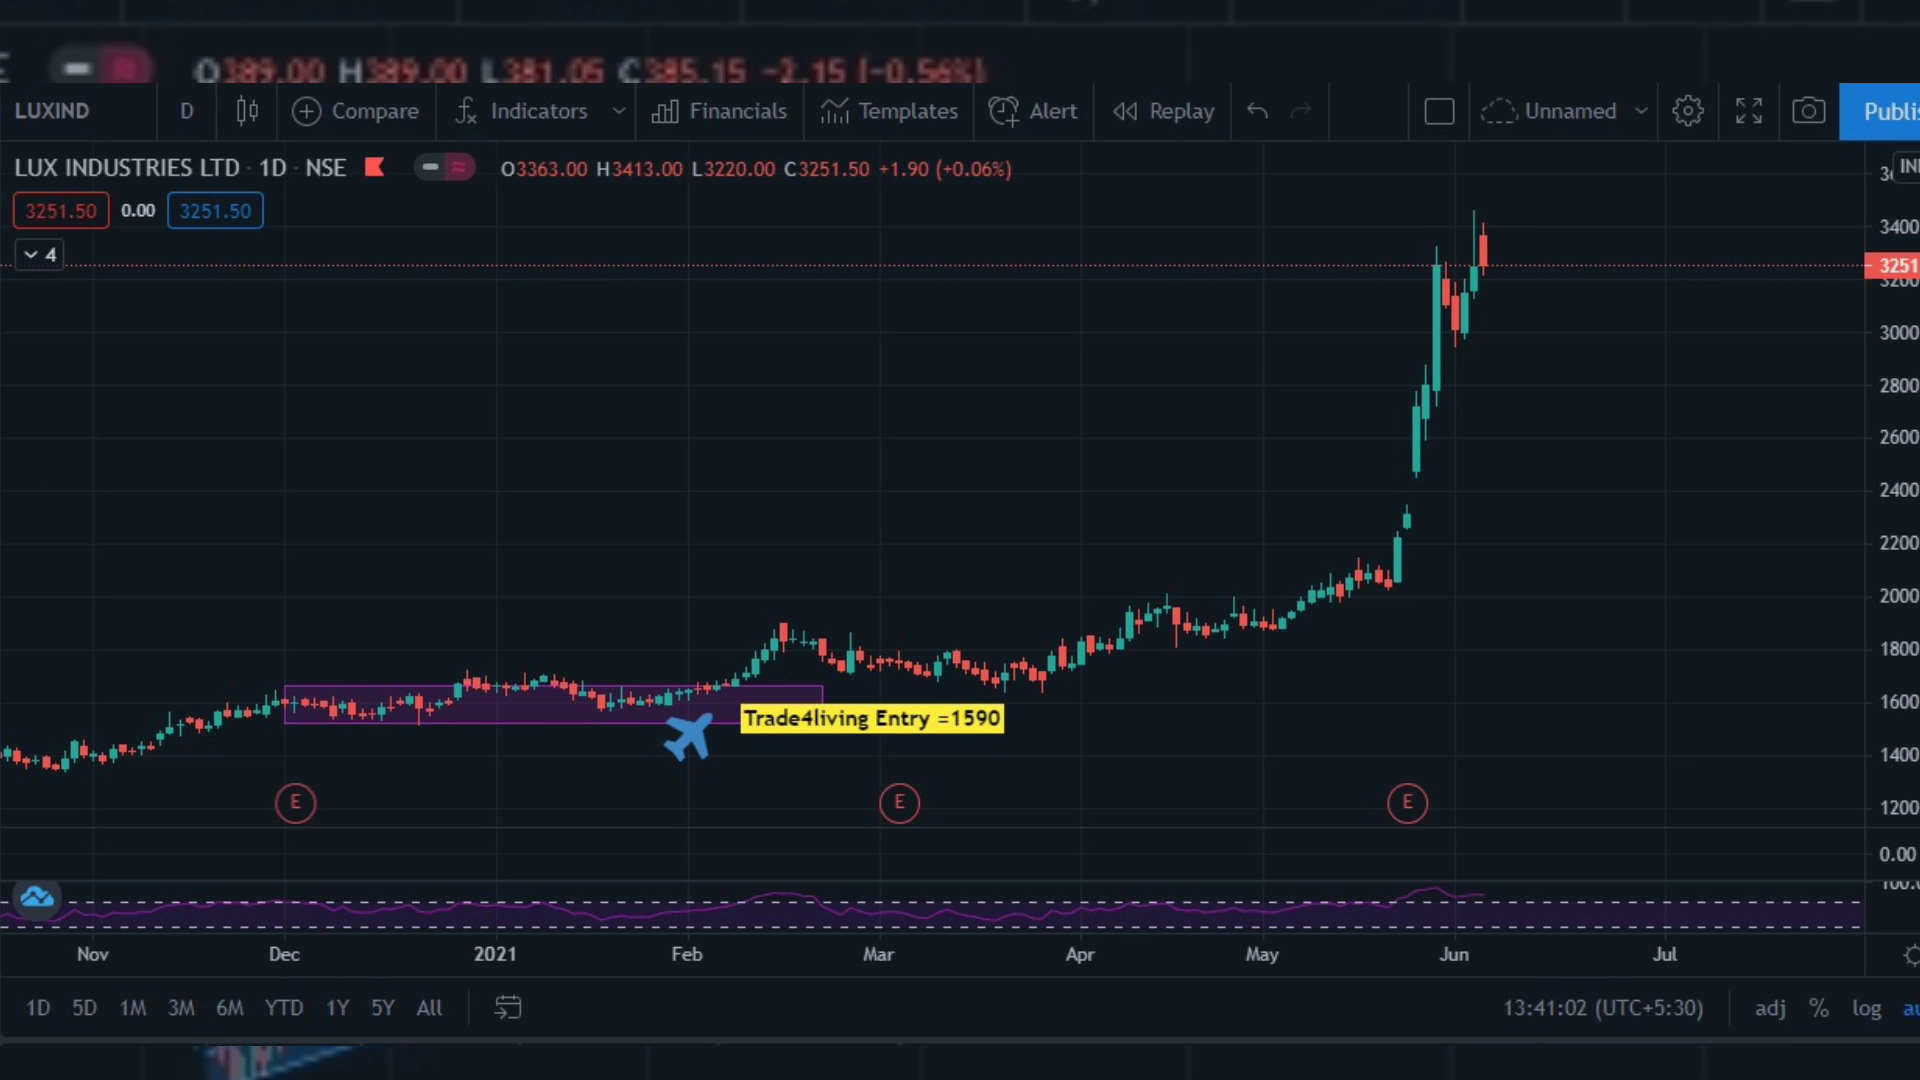 O389.00 H389.00 L381.05 C385.15 -2.15 (-0.56%)
LUXIND D Compare Indicators Financials Templates Alert Replay Unnamed
LUX INDUSTRIES LTD · 1D · NSE O3363.00 H3413.00 L3220.00 C3251.50 +1.90 (+0.06%)
3251.50 0.00 3251.50
4
3400
3251
3200
3000
2800
2600
2400
2200
2000
1800
1600
Trade4living Entry =1590
1400
E E E
1200
0.00
Nov Dec 2021 Feb Mar Apr May Jun Jul
1D 5D 1M 3M 6M YTD 1Y 5Y All 13:41:02 (UTC+5:30) adj % log